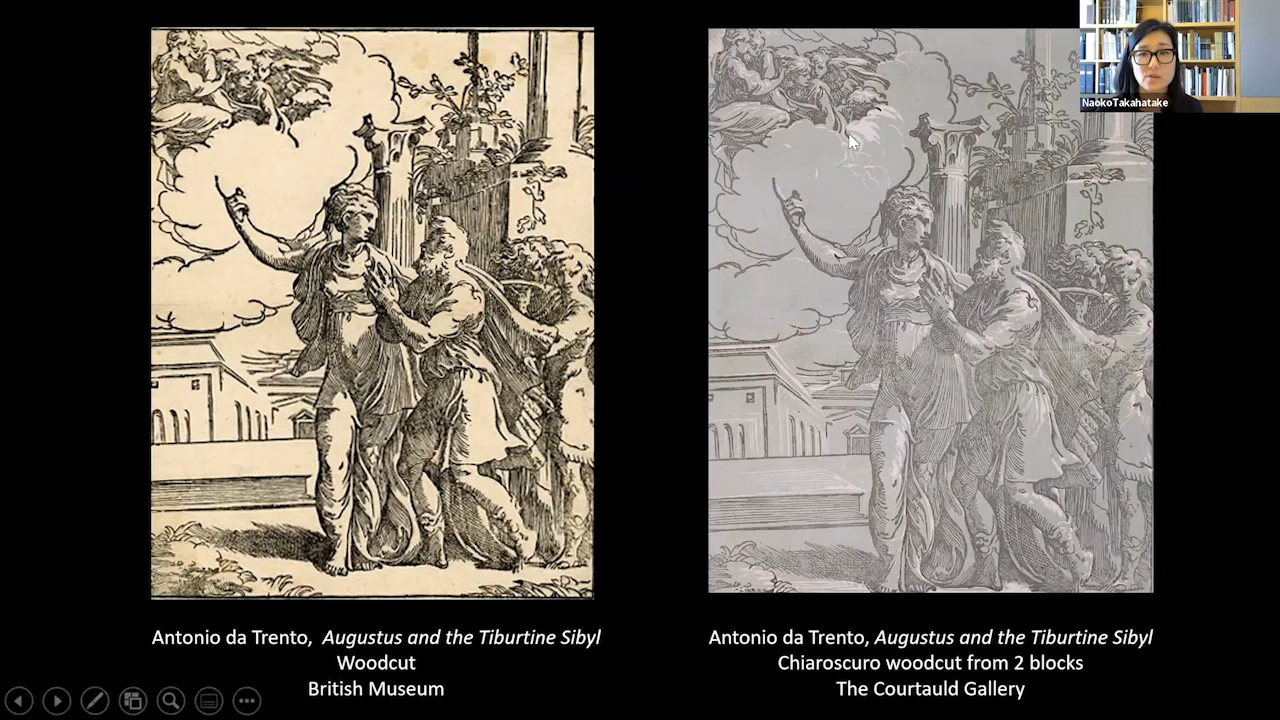 NaokoTakahatake
Antonio da Trento, Augustus and the Tiburtine Sibyl
Woodcut
British Museum
Antonio da Trento, Augustus and the Tiburtine Sibyl
Chiaroscuro woodcut from 2 blocks
The Courtauld Gallery